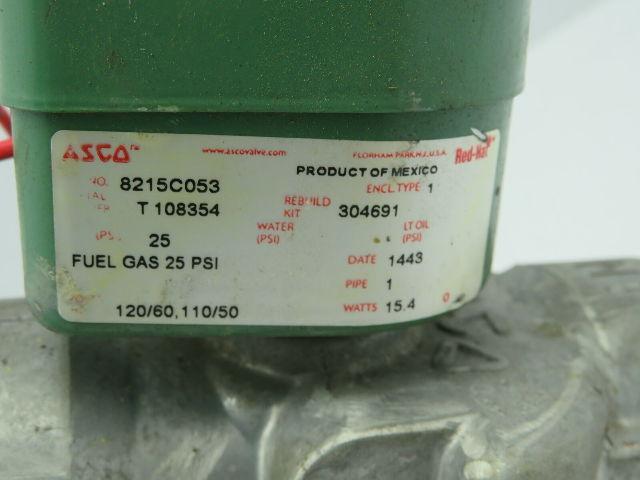 ASCO™ www.ascovalve.com FLORHAM PARK, N.J. U.S.A. Red-Hat
PRODUCT OF MEXICO
NO. 8215C053 ENCL.TYPE 1
T 108354 REBUILD KIT 304691
25 WATER (PSI) LT OIL (PSI)
FUEL GAS 25 PSI DATE 1443
PIPE 1
120/60,110/50 WATTS 15.4